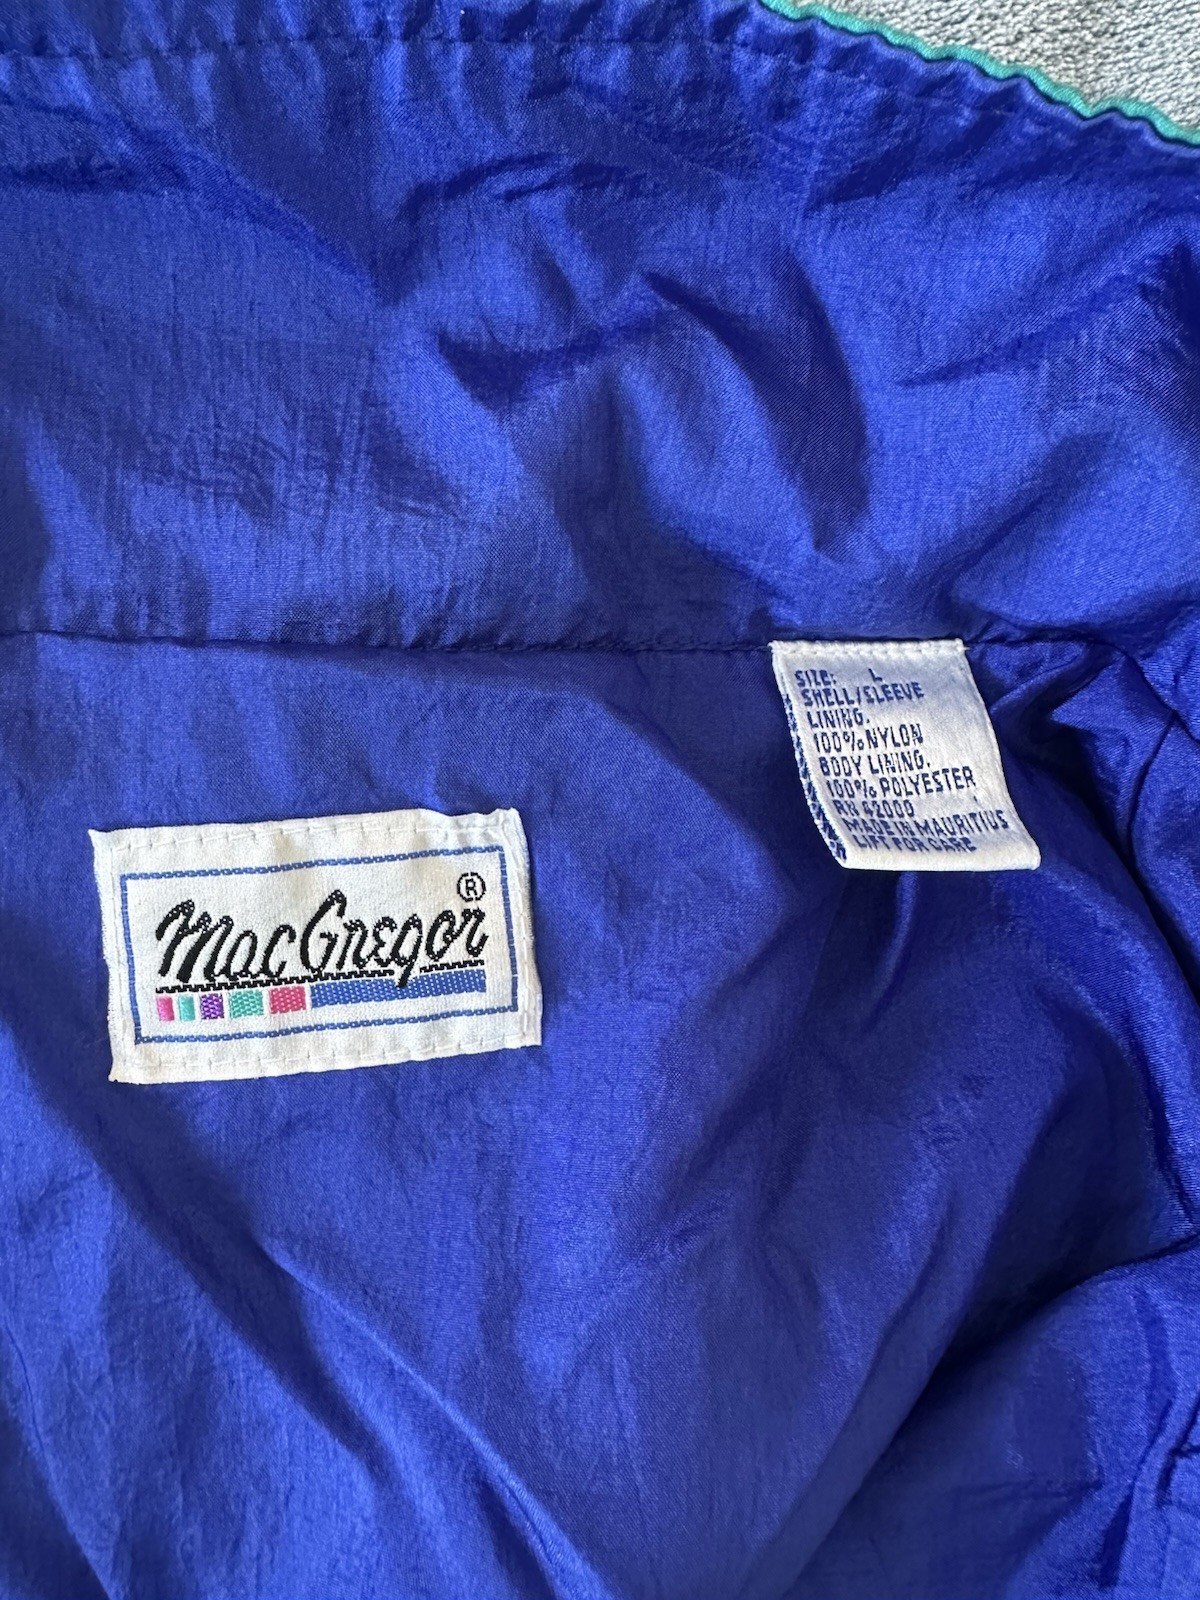 SIZE: L
SHELL/SLEEVE
LINING.
100% NYLON
BODY LINING.
100% POLYESTER
RN 42000
MADE IN MAURITIUS
LIFT FOR CARE
MacGregor®